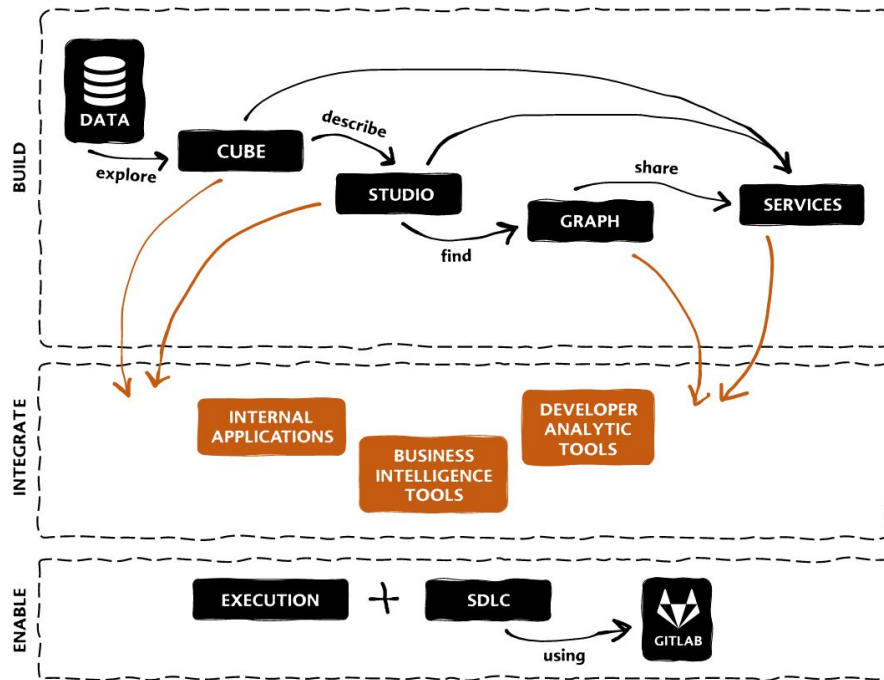 BUILD
DATA
explore
CUBE
describe
STUDIO
find
GRAPH
share
SERVICES
INTEGRATE
INTERNAL
APPLICATIONS
BUSINESS
INTELLIGENCE
TOOLS
DEVELOPER
ANALYTIC
TOOLS
ENABLE
EXECUTION
+
SDLC
using
GITLAB